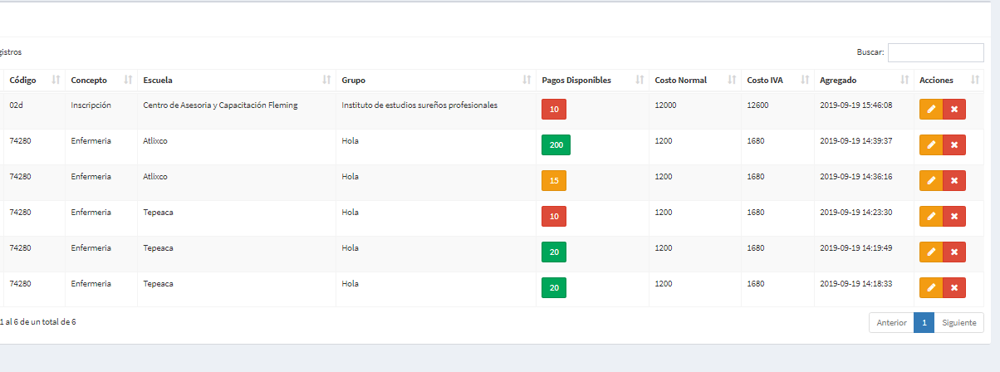 gistros Buscar:
Código Concepto Escuela Grupo Pagos Disponibles Costo Normal Costo IVA Agregado Acciones
02d Inscripción Centro de Asesoria y Capacitación Fleming Instituto de estudios sureños profesionales 10 12000 12600 2019-09-19 15:46:08
74280 Enfermeria Atlixco Hola 200 1200 1680 2019-09-19 14:39:37
74280 Enfermeria Atlixco Hola 15 1200 1680 2019-09-19 14:36:16
74280 Enfermeria Tepeaca Hola 10 1200 1680 2019-09-19 14:23:30
74280 Enfermeria Tepeaca Hola 20 1200 1680 2019-09-19 14:19:49
74280 Enfermeria Tepeaca Hola 20 1200 1680 2019-09-19 14:18:33
1 al 6 de un total de 6 Anterior 1 Siguiente